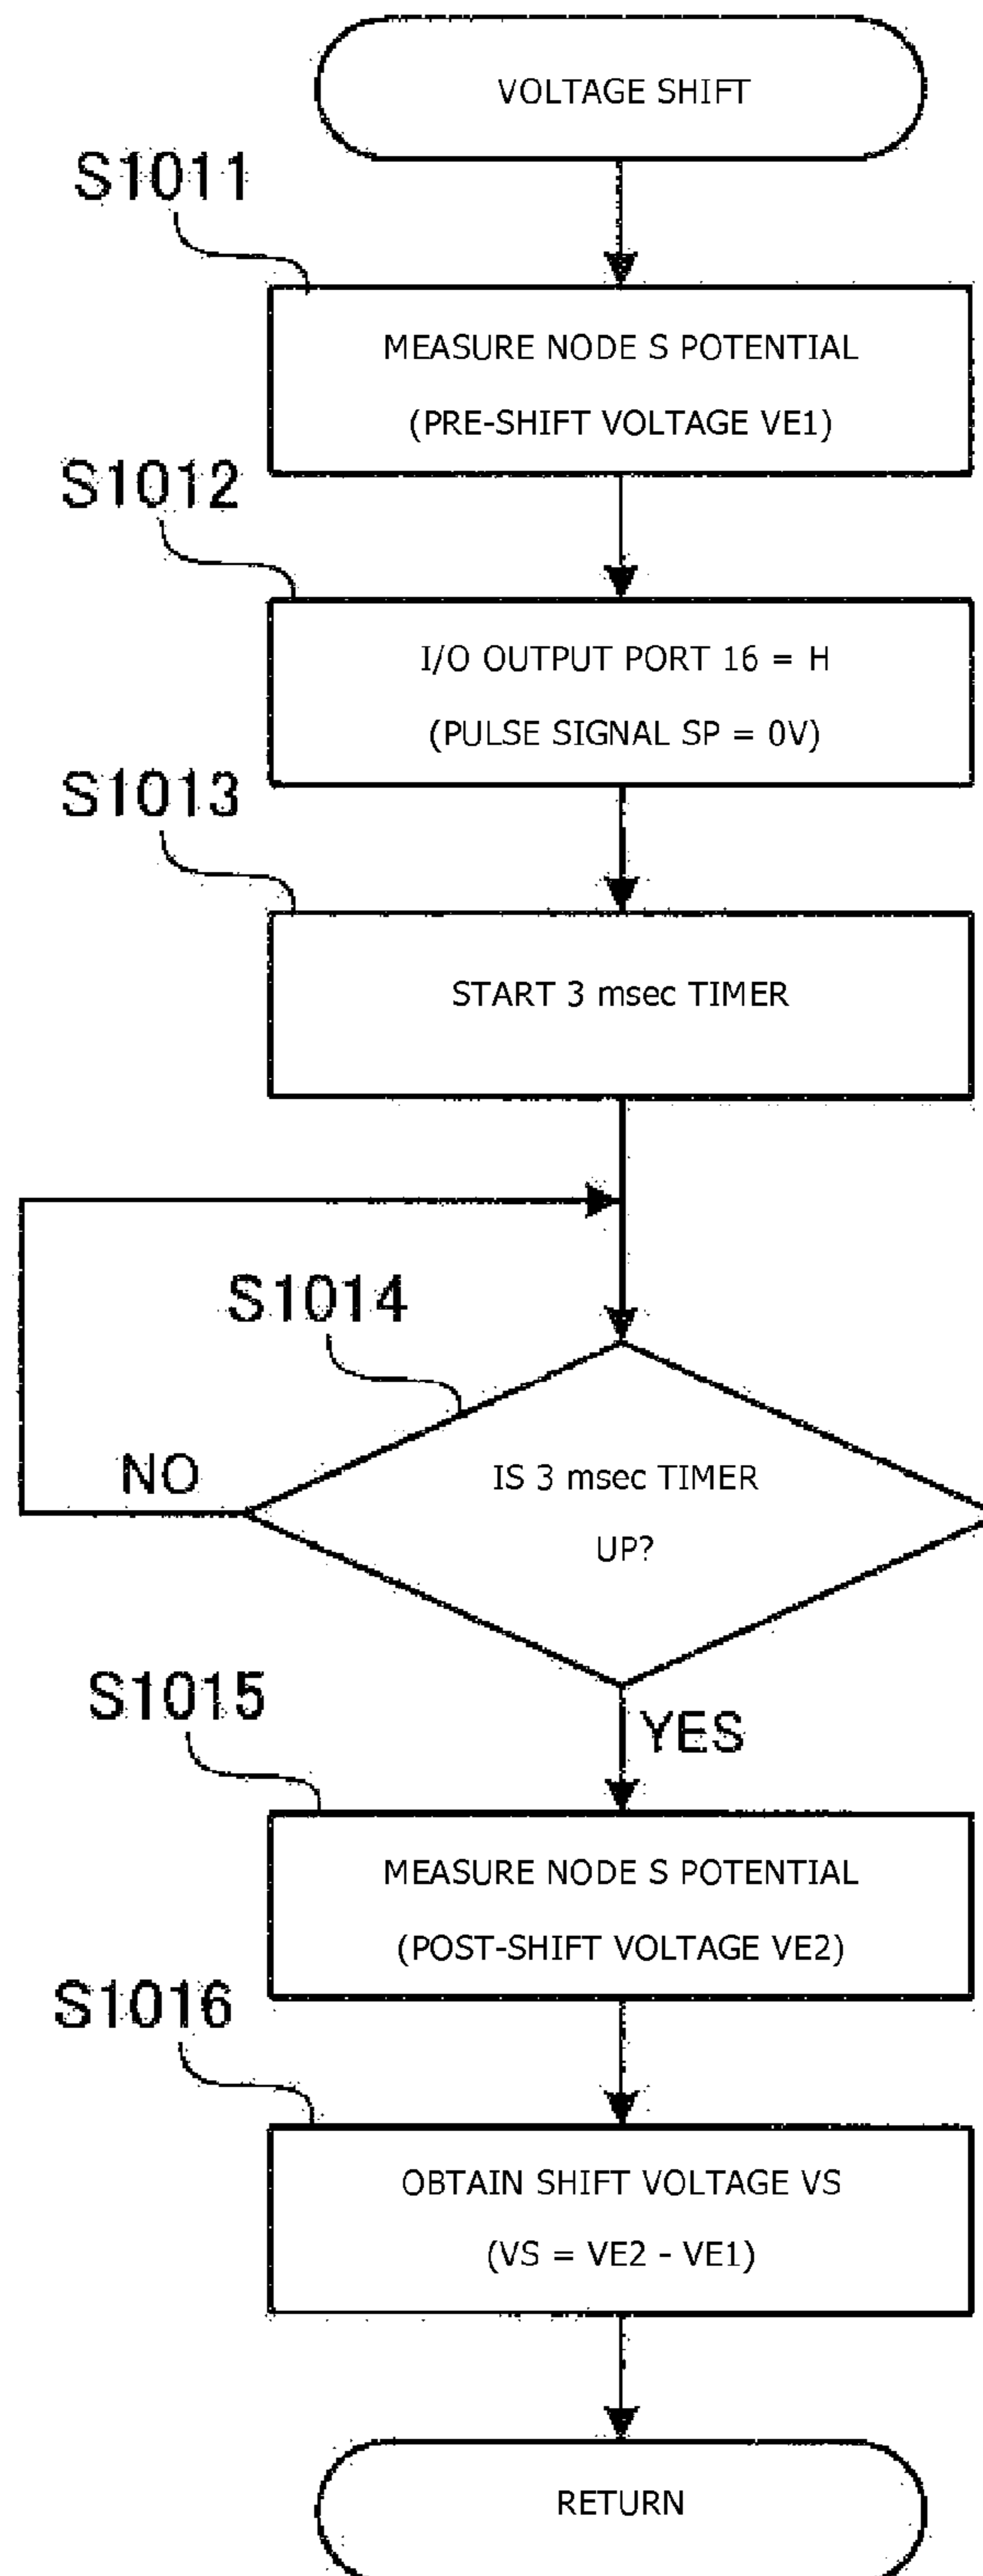 VOLTAGE SHIFT
S1011
MEASURE NODE S POTENTIAL
(PRE-SHIFT VOLTAGE VE1)
S1012
I/O OUTPUT PORT 16 = H
(PULSE SIGNAL SP = 0V)
S1013
START 3 msec TIMER
S1014
IS 3 msec TIMER
UP?
NO
YES
S1015
MEASURE NODE S POTENTIAL
(POST-SHIFT VOLTAGE VE2)
S1016
OBTAIN SHIFT VOLTAGE VS
(VS = VE2 - VE1)
RETURN